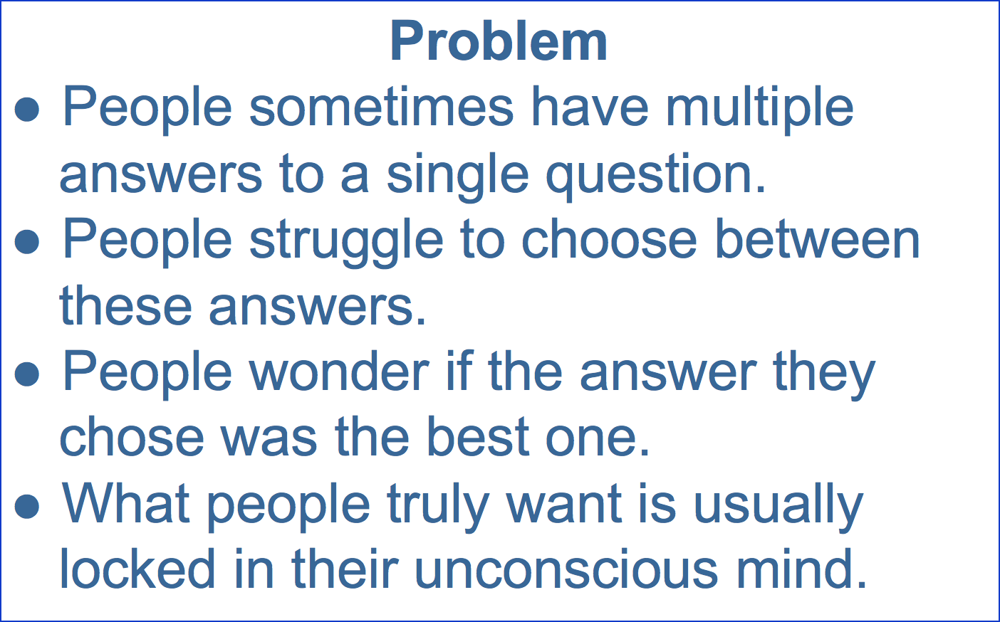 Problem
● People sometimes have multiple
answers to a single question.
● People struggle to choose between
these answers.
● People wonder if the answer they
chose was the best one.
● What people truly want is usually
locked in their unconscious mind.